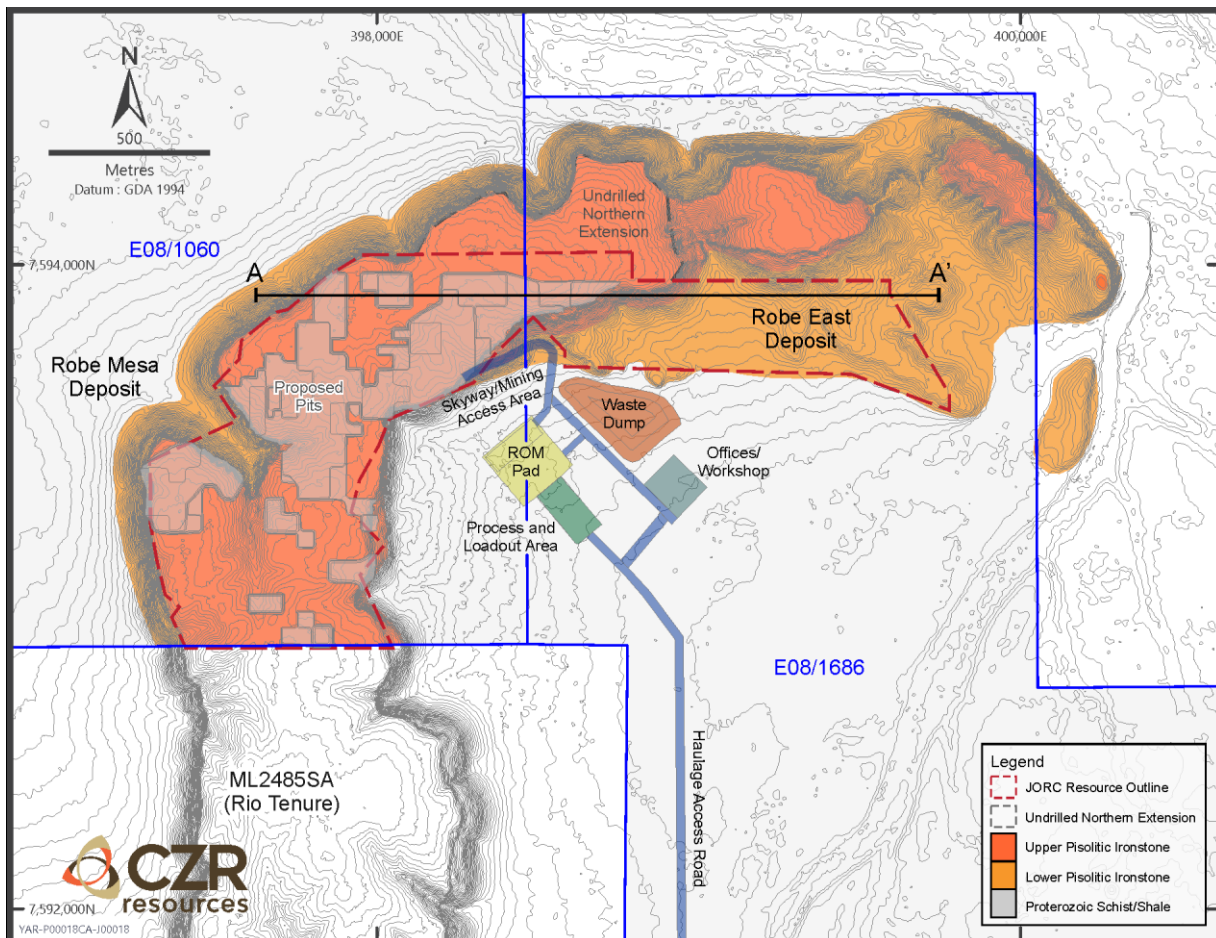 398,000E
400,000E
N
500
Metres
Datum : GDA 1994
Undrilled
Northern
Extension
E08/1060
7,594,000N
A
A'
Robe East
Deposit
Robe Mesa
Deposit
Proposed
Pits
Skyway/Mining
Access Area
Waste
Dump
ROM
Pad
Offices/
Workshop
Process and
Loadout Area
E08/1686
Haulage Access Road
ML2485SA
(Rio Tenure)
Legend
JORC Resource Outline
Undrilled Northern Extension
Upper Pisolitic Ironstone
Lower Pisolitic Ironstone
Proterozoic Schist/Shale
CZR
resources
7,592,000N
YAR-P00018CA-J00018